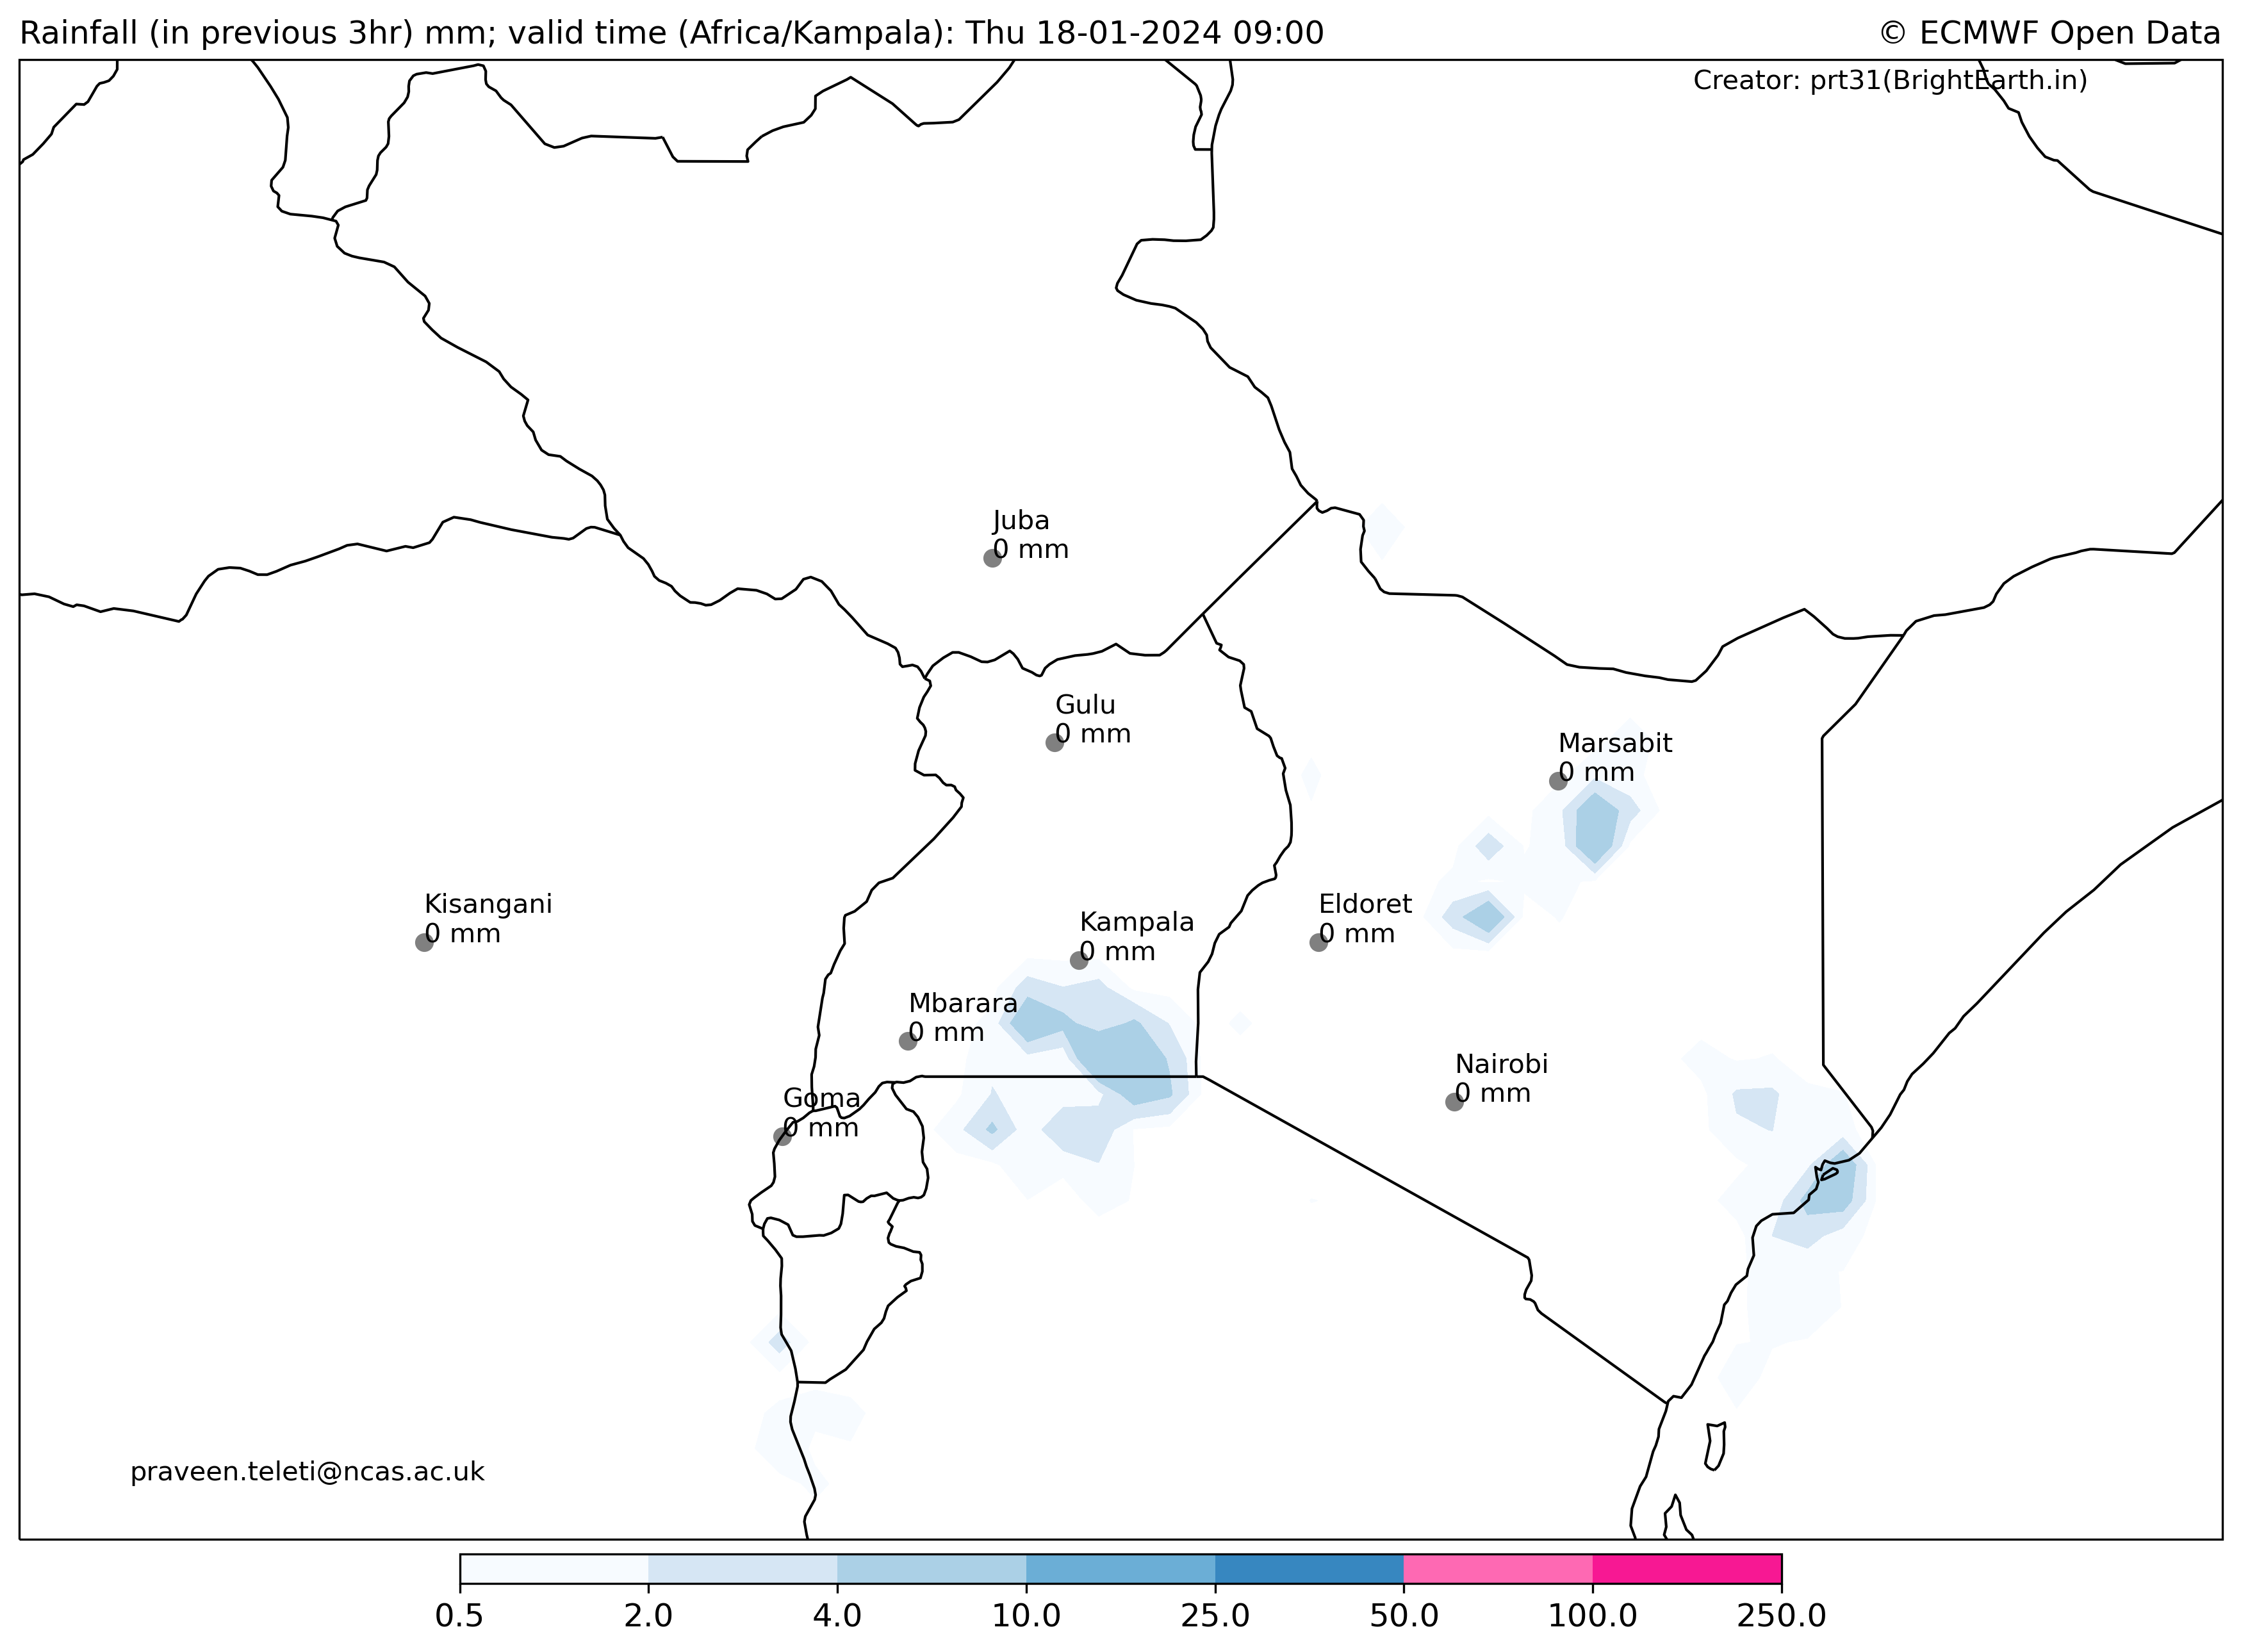 Rainfall (in previous 3hr) mm; valid time (Africa/Kampala): Thu 18-01-2024 09:00
© ECMWF Open Data
Creator: prt31(BrightEarth.in)
Juba
0 mm
Gulu
0 mm
Marsabit
0 mm
Kisangani
0 mm
Eldoret
0 mm
Kampala
0 mm
Mbarara
0 mm
Nairobi
0 mm
Goma
0 mm
praveen.teleti@ncas.ac.uk
0.5 2.0 4.0 10.0 25.0 50.0 100.0 250.0